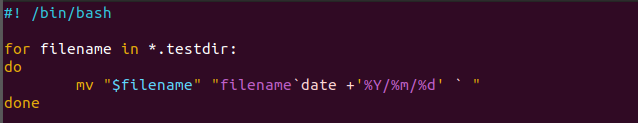 #! /bin/bash
for filename in *.testdir:
do
mv "$filename" "filename`date +'%Y/%m/%d' ` "
done